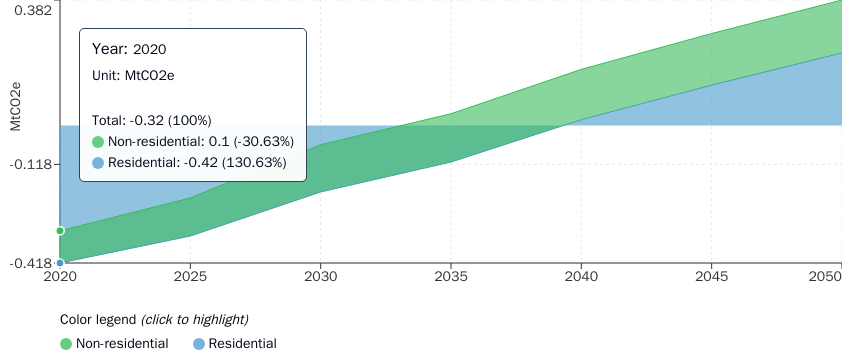 0.382
Year: 2020
Unit: MtCO2e
MtCO2e
Total: -0.32 (100%)
Non-residential: 0.1 (-30.63%)
Residential: -0.42 (130.63%)
-0.118
-0.418
2020 2025 2030 2035 2040 2045 2050
Color legend (click to highlight)
Non-residential Residential